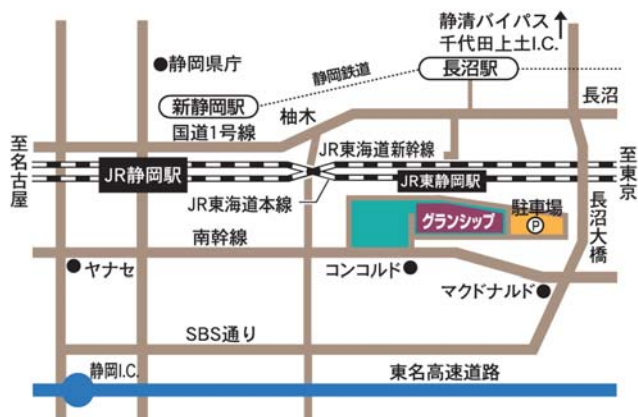 静清バイパス
千代田上土I.C.
静岡県庁
静岡鉄道
長沼駅
新静岡駅
柚木
長沼
国道1号線
至名古屋
JR東海道新幹線
至東京
JR静岡駅
JR東静岡駅
JR東海道本線
グランシップ
駐車場
P
長沼大橋
南幹線
ヤナセ
コンコルド
マクドナルド
SBS通り
静岡I.C.
東名高速道路